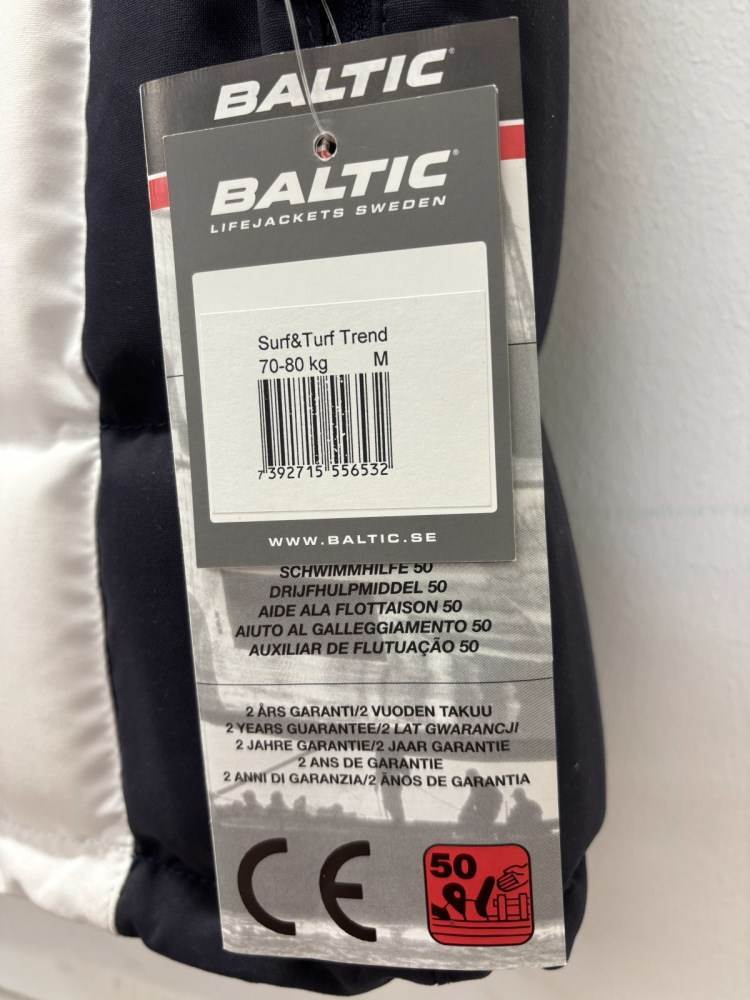 BALTIC®
BALTIC®
LIFEJACKETS SWEDEN
Surf&Turf Trend
70-80 kg M
7392715 556532
WWW.BALTIC.SE
SCHWIMMHILFE 50
DRIJFHULPMIDDEL 50
AIDE ALA FLOTTAISON 50
AIUTO AL GALLEGGIAMENTO 50
AUXILIAR DE FLUTUAÇÃO 50
2 ÅRS GARANTI/2 VUODEN TAKUU
2 YEARS GUARANTEE/2 LAT GWARANCJI
2 JAHRE GARANTIE/2 JAAR GARANTIE
2 ANS DE GARANTIE
2 ANNI DI GARANZIA/2 ÃNOS DE GARANTIA
CE
50